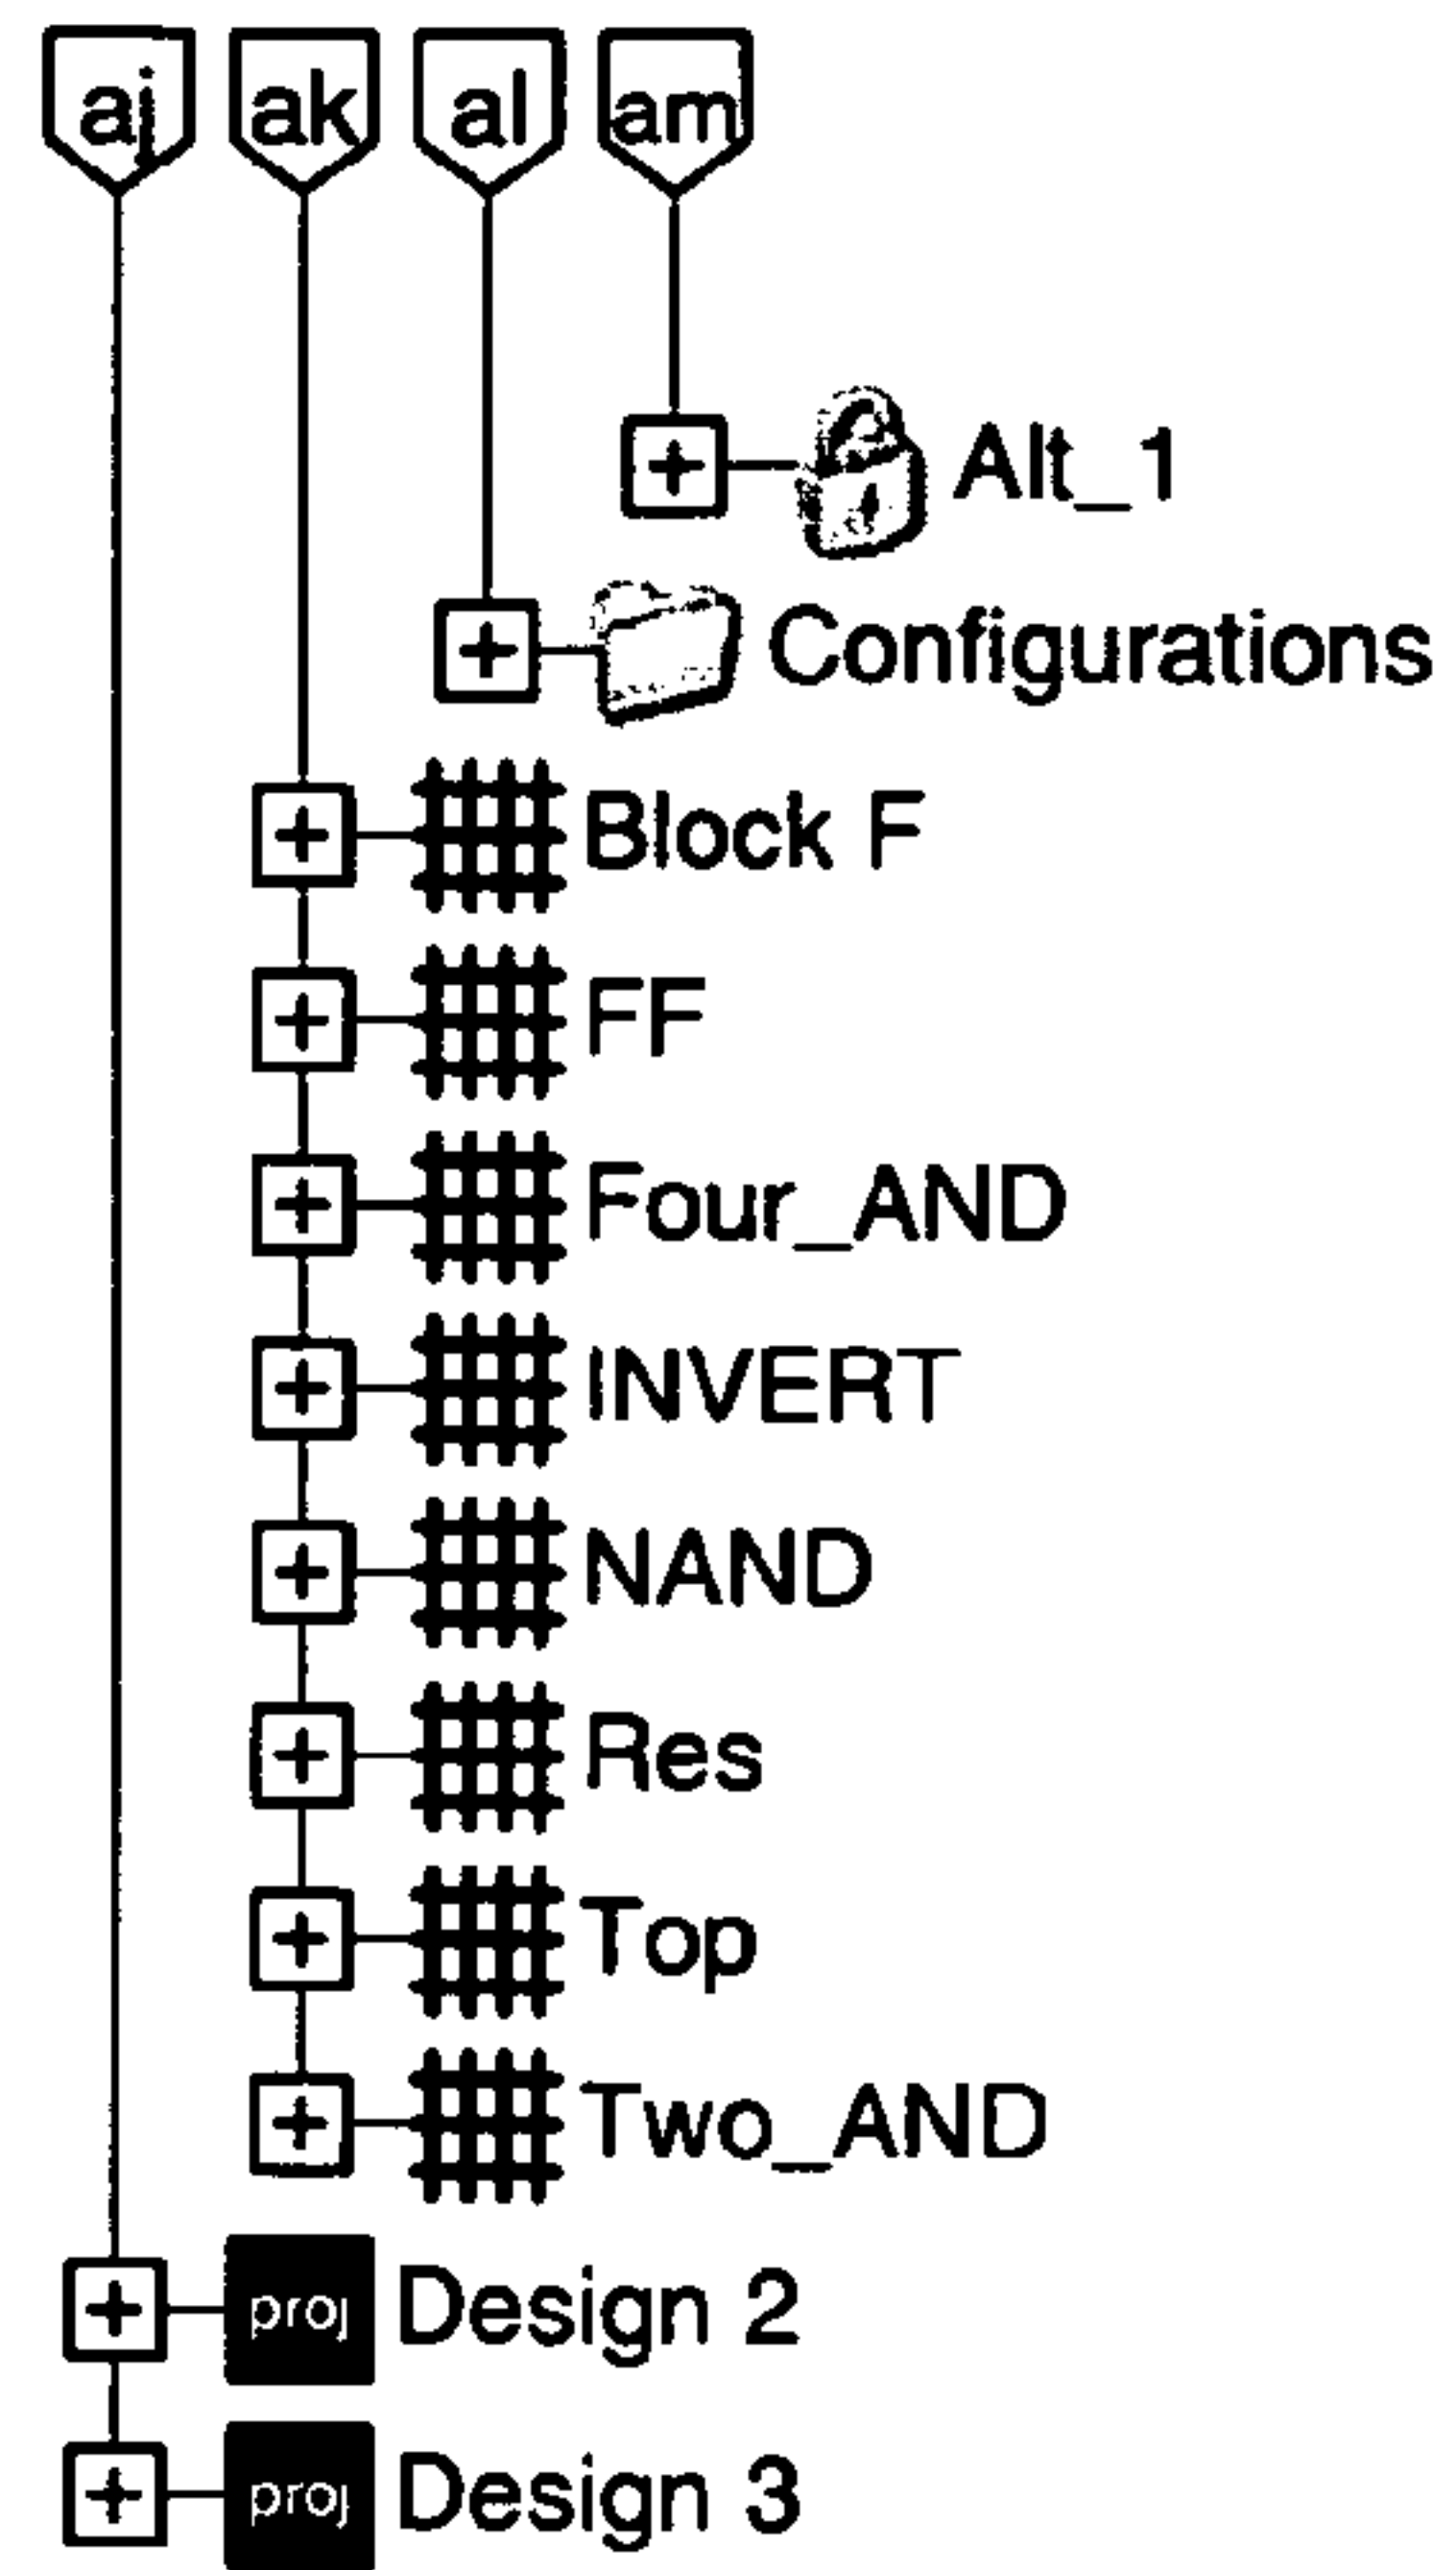 aj ak al am
Alt_1
Configurations
Block F
FF
Four_AND
INVERT
NAND
Res
Top
Two_AND
proj Design 2
proj Design 3